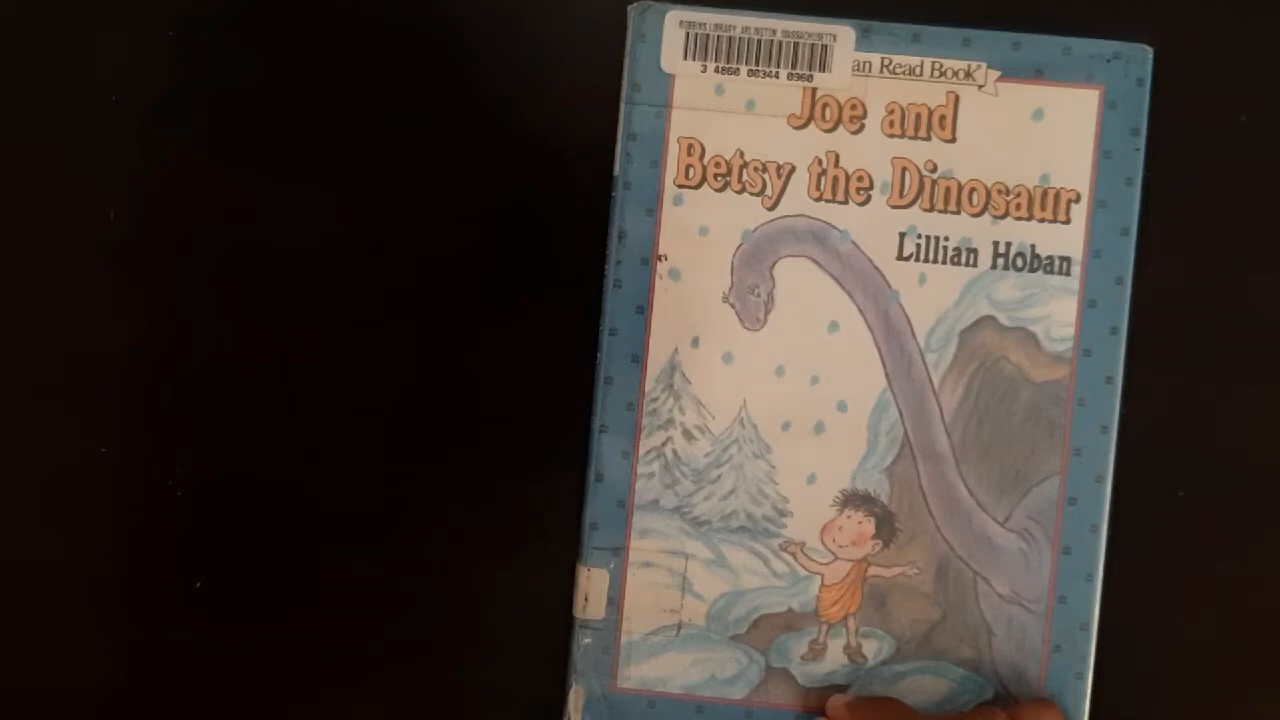 ROBBINS LIBRARY, ARLINGTON, MASSACHUSETTS
3 4860 00344 0960
an Read Book®
Joe and
Betsy the Dinosaur
Lillian Hoban